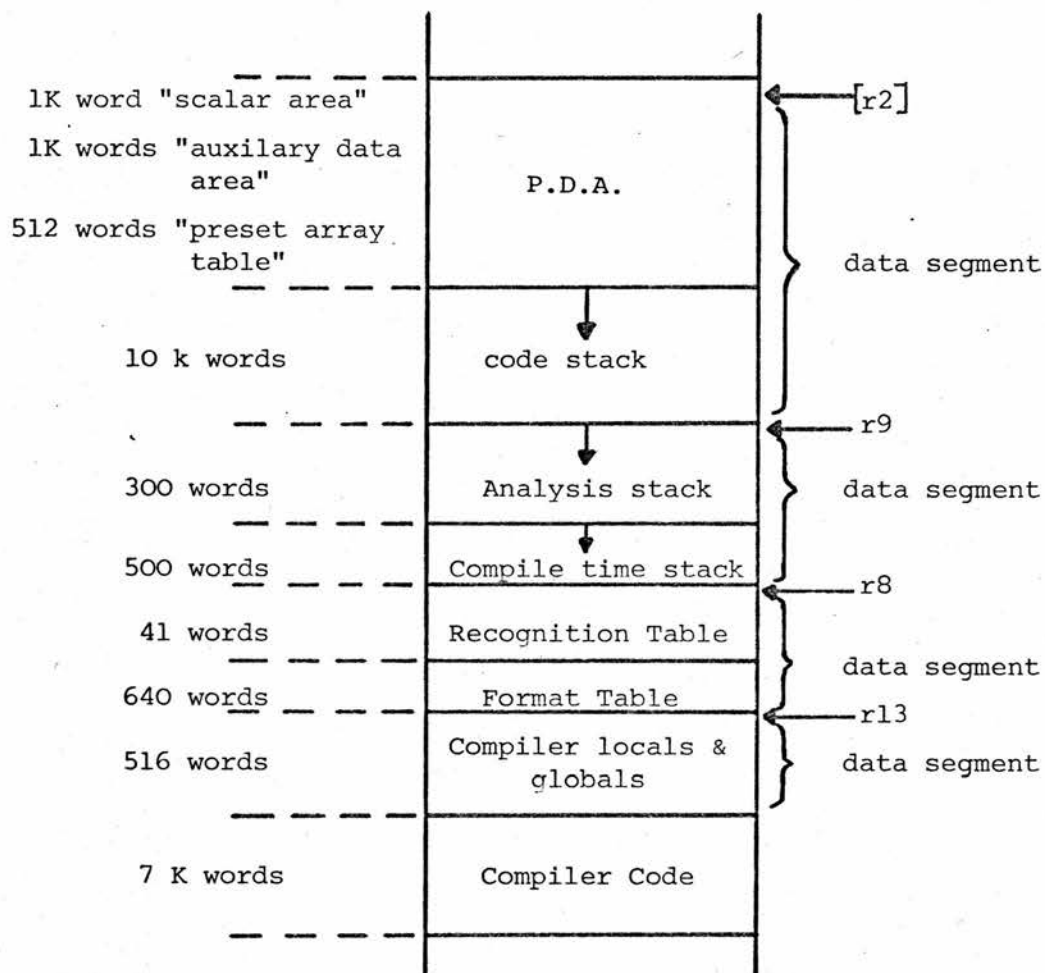 1K word "scalar area"
[r2]
1K words "auxilary data
area"
P.D.A.
512 words "preset array
table"
data segment
10 k words
code stack
r9
300 words
Analysis stack
data segment
500 words
Compile time stack
r8
41 words
Recognition Table
data segment
640 words
Format Table
r13
516 words
Compiler locals &
globals
data segment
7 K words
Compiler Code